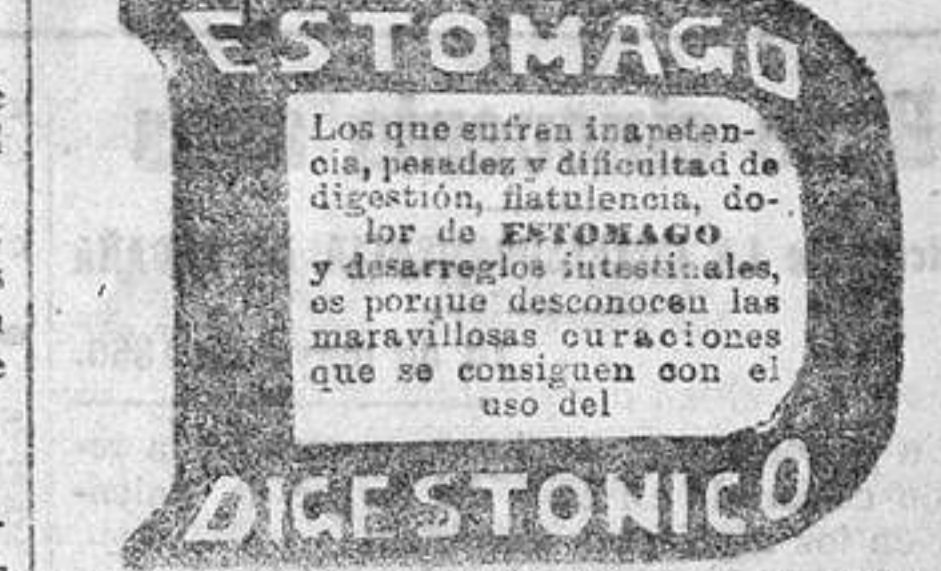 ESTOMAGO
Los que sufren inapeten-
cia, pesadez y dificultad de
digestión, flatulencia, do-
lor de ESTOMAGO
y desarreglos intestinales,
es porque desconocen las
maravillosas curaciones
que se consiguen con el
uso del
DIGESTONICO